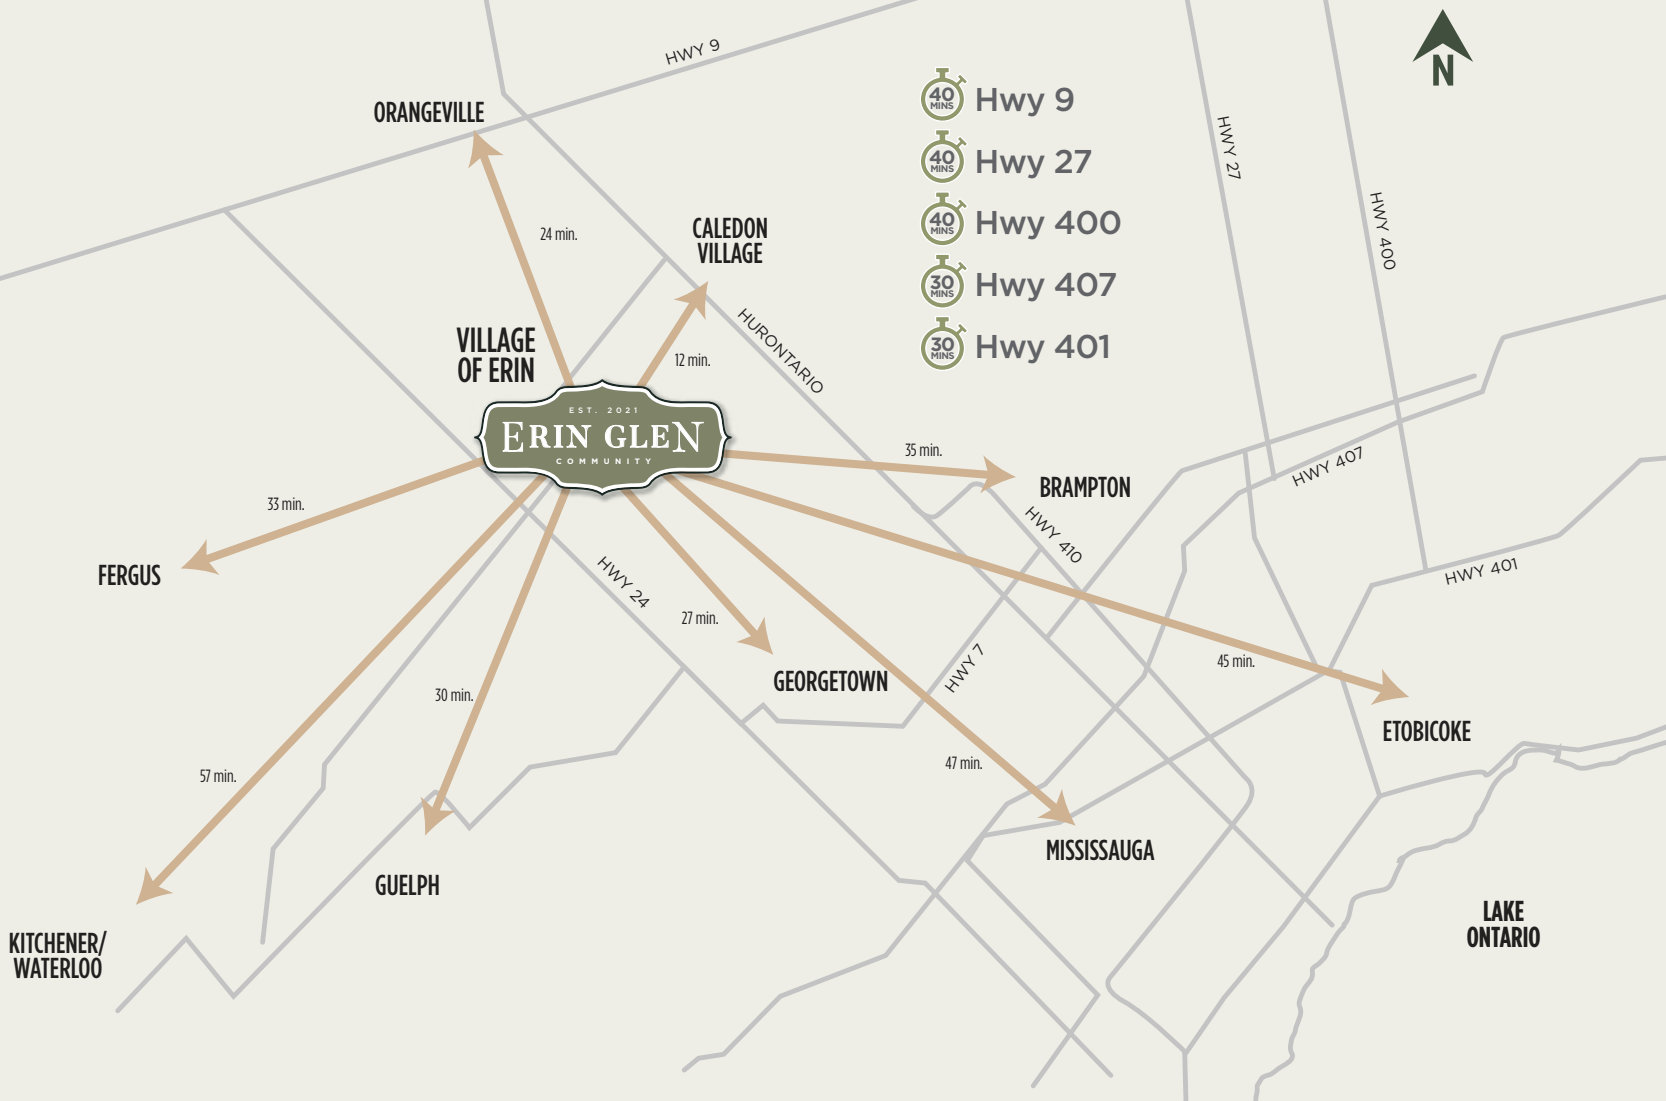 HWY 9
N
ORANGEVILLE
40
MINS
Hwy 9
40
MINS
Hwy 27
HWY 27
40
MINS
Hwy 400
HWY 400
30
MINS
Hwy 407
30
MINS
Hwy 401
24 min.
CALEDON
VILLAGE
HURONTARIO
VILLAGE
OF ERIN
12 min.
EST. 2021
ERIN GLEN
COMMUNITY
35 min.
BRAMPTON
HWY 407
33 min.
FERGUS
HWY 410
HWY 401
HWY 24
27 min.
GEORGETOWN
HWY 7
45 min.
ETOBICOKE
30 min.
57 min.
47 min.
MISSISSAUGA
GUELPH
KITCHENER/
WATERLOO
LAKE
ONTARIO